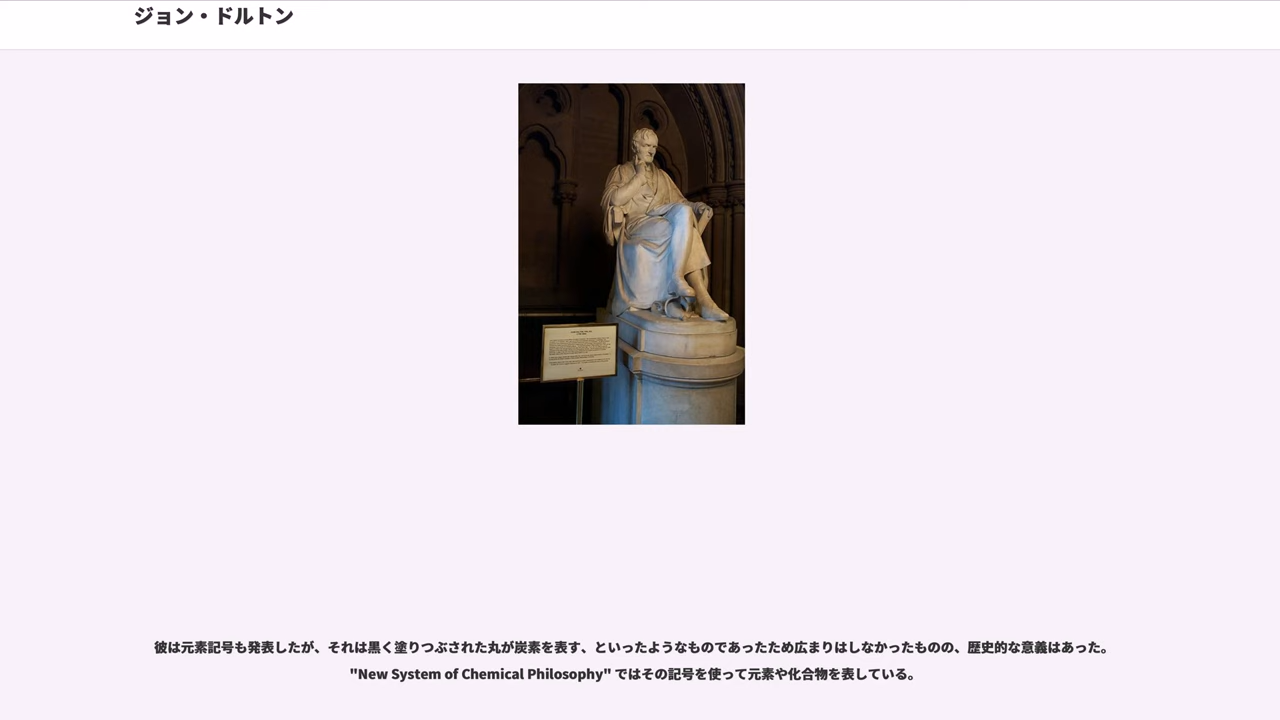 ジョン・ドルトン
彼は元素記号も発表したが、それは黒く塗りつぶされた丸が炭素を表す、といったようなものであったため広まりはしなかったものの、歴史的な意義はあった。
"New System of Chemical Philosophy" ではその記号を使って元素や化合物を表している。